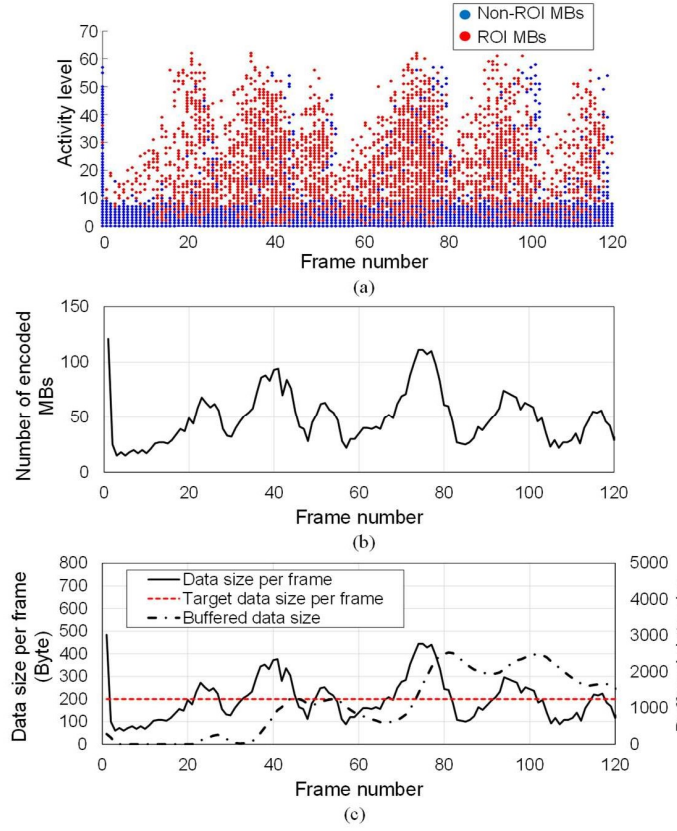 Non-ROI MBs
ROI MBs
Activity level
70
60
50
40
30
20
10
0
0 20 40 60 80 100 120
Frame number
(a)
Number of encoded
MBs
150
100
50
0
0 20 40 60 80 100 120
Frame number
(b)
Data size per frame
(Byte)
800
700
600
500
400
300
200
100
0
Data size per frame
Target data size per frame
Buffered data size
5000
4000
3000
2000
1000
0
0 20 40 60 80 100 120
Frame number
(c)